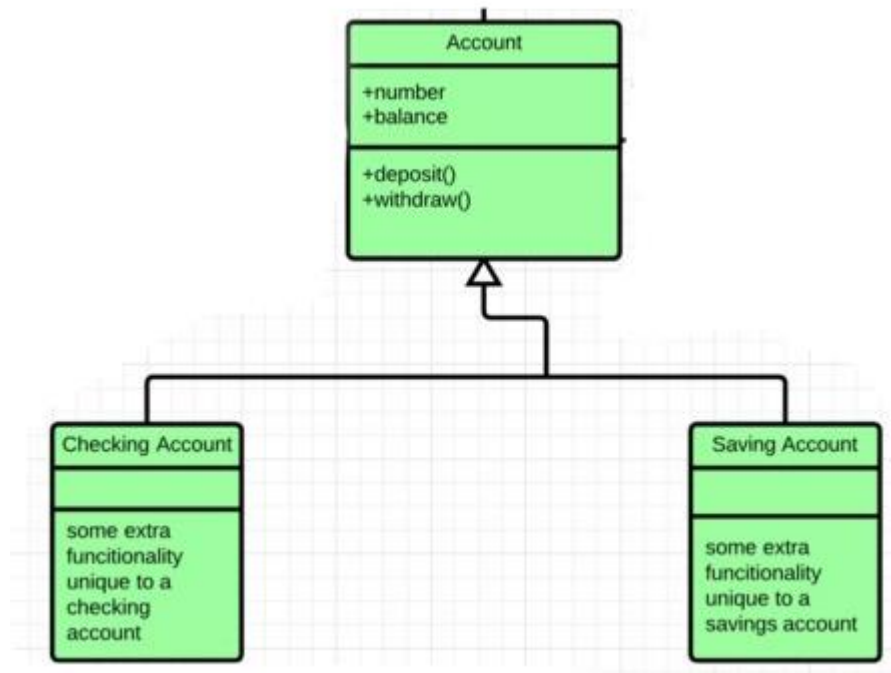 Account
+number
+balance
+deposit()
+withdraw()
Checking Account
some extra
funcitionality
unique to a
checking
account
Saving Account
some extra
funcitionality
unique to a
savings account